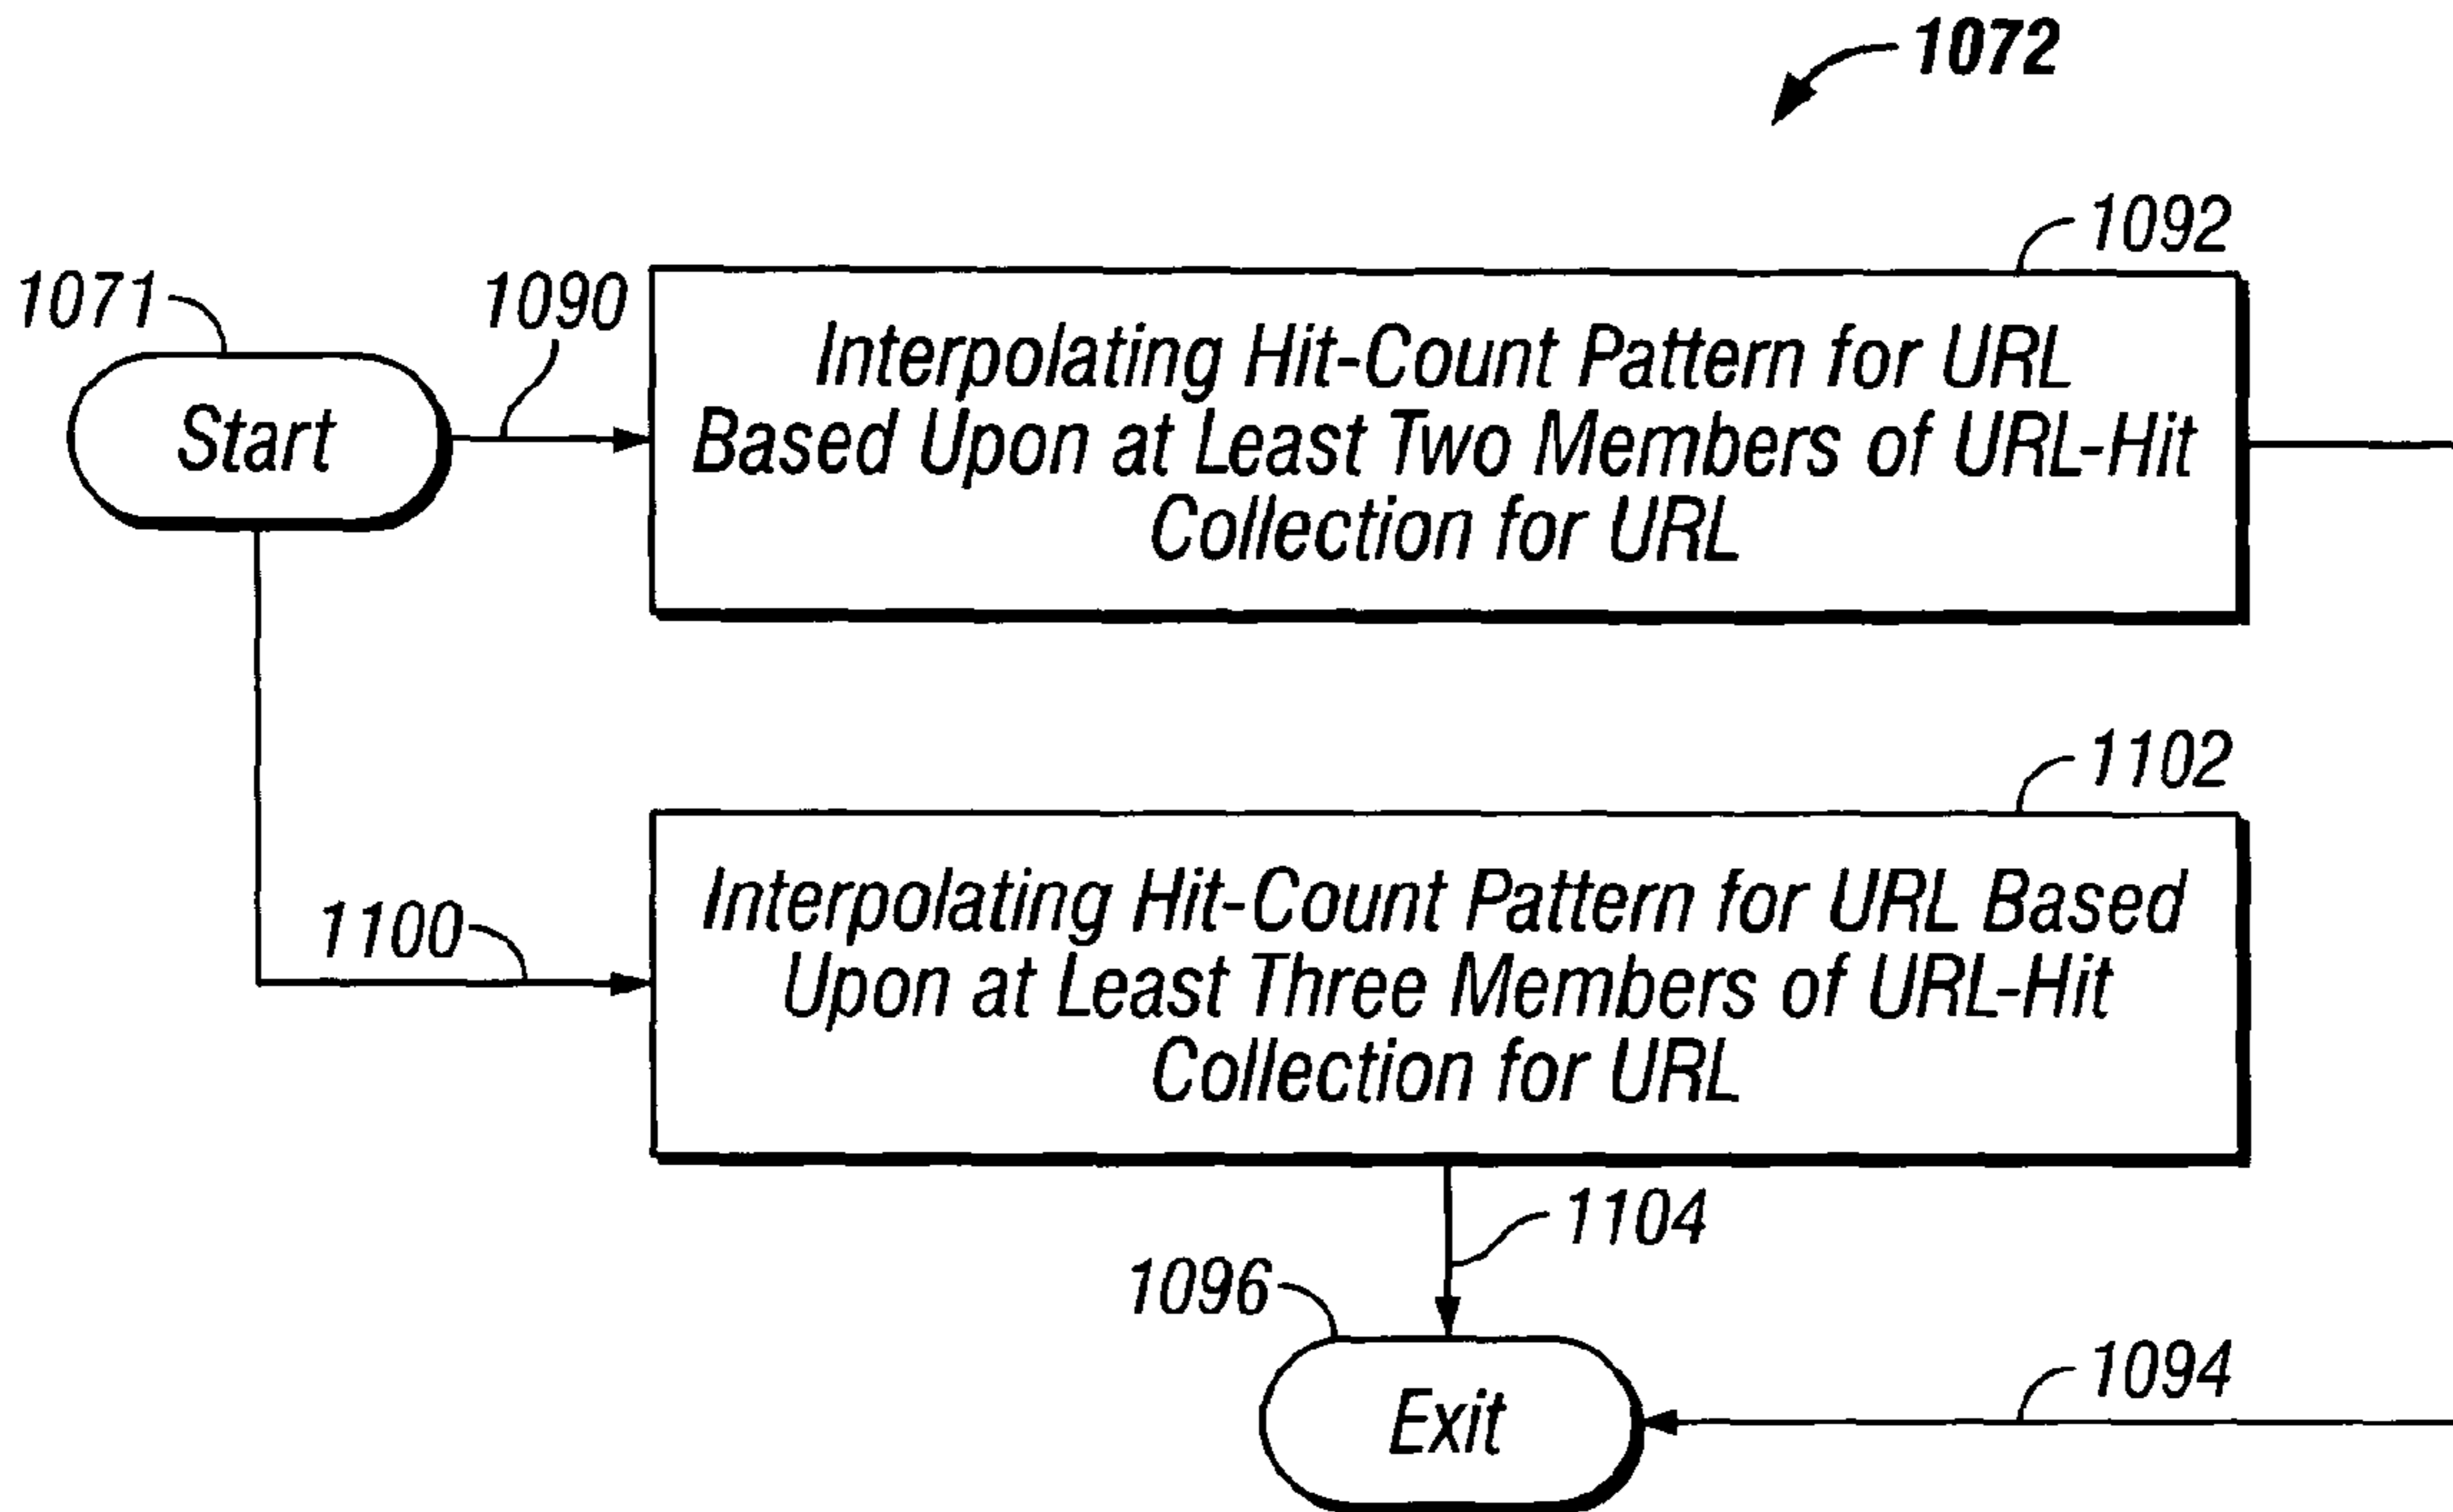 1072
1092
1071
1090
Start
Interpolating Hit-Count Pattern for URL
Based Upon at Least Two Members of URL-Hit
Collection for URL
1102
1100
Interpolating Hit-Count Pattern for URL Based
Upon at Least Three Members of URL-Hit
Collection for URL
1104
1096
1094
Exit